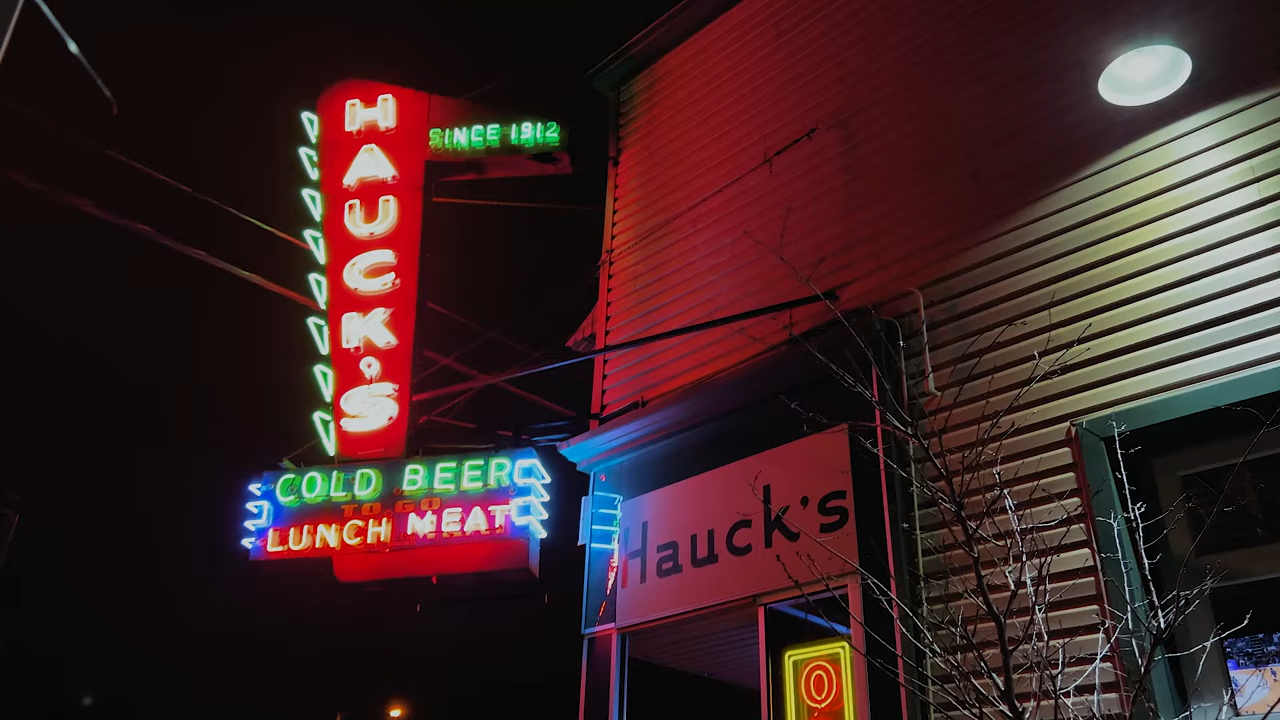 HAUCK'S
SINCE 1912
COLD BEER
TO GO
LUNCH MEAT
Hauck's
O